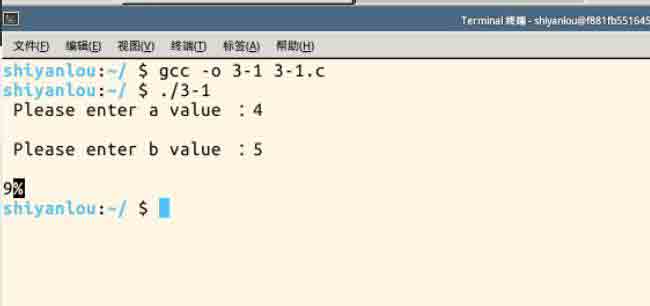 Terminal 终端 - shiyanlou@f881fb551645
文件(F) 编辑(E) 视图(V) 终端(T) 标签(A) 帮助(H)
shiyanlou:~/ $ gcc -o 3-1 3-1.c
shiyanlou:~/ $ ./3-1
Please enter a value ：4
Please enter b value ：5
9%
shiyanlou:~/ $